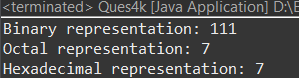 <terminated> Ques4k [Java Application] D:\
Binary representation: 111
Octal representation: 7
Hexadecimal representation: 7